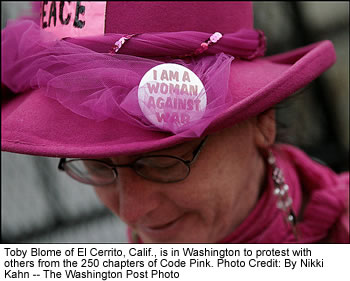 PEACE
I AM A
WOMAN
AGAINST
WAR
Toby Blome of El Cerrito, Calif., is in Washington to protest with
others from the 250 chapters of Code Pink. Photo Credit: By Nikki
Kahn -- The Washington Post Photo